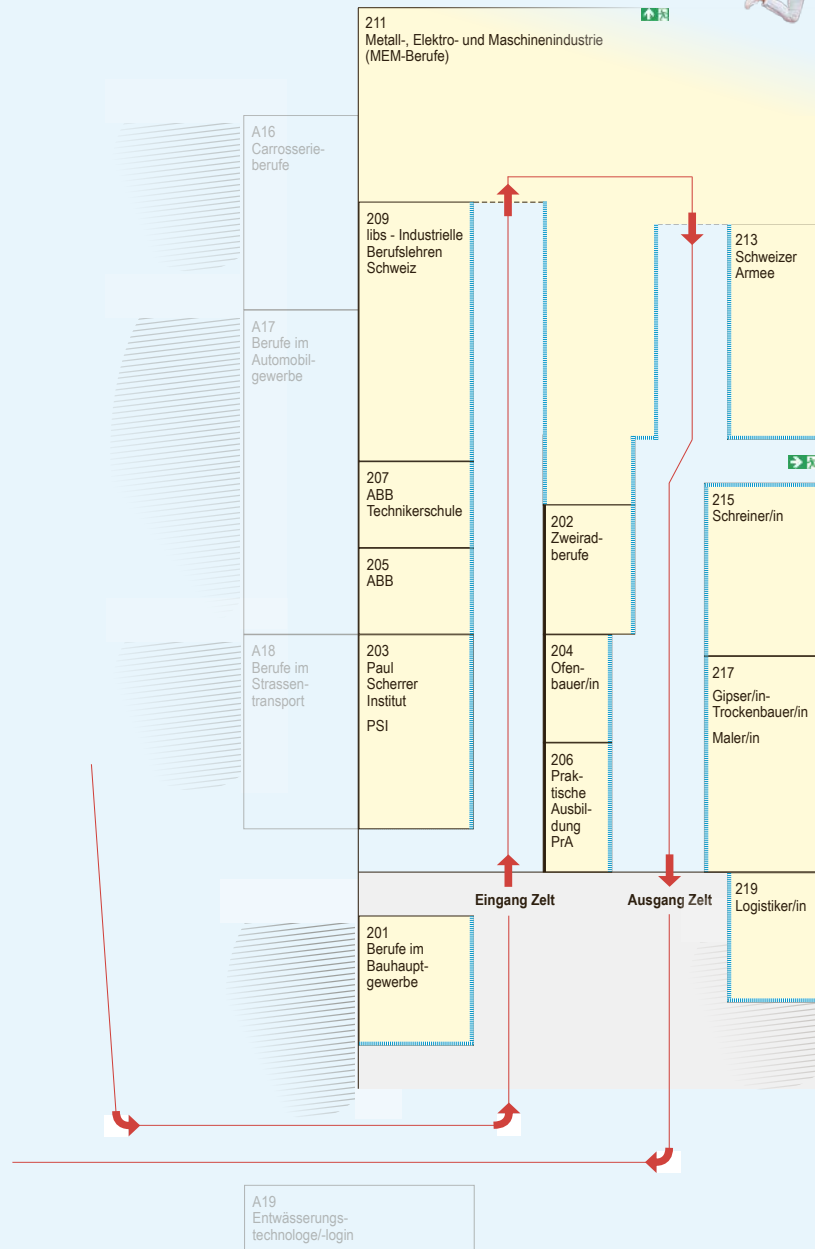 211
Metall-, Elektro- und Maschinenindustrie
(MEM-Berufe)
A16
Carrosserie-
berufe
209
libs - Industrielle
Berufslehren
Schweiz
213
Schweizer
Armee
A17
Berufe im
Automobil-
gewerbe
207
ABB
Technikerschule
202
Zweirad-
berufe
215
Schreiner/in
205
ABB
A18
Berufe im
Strassen-
transport
203
Paul
Scherrer
Institut
PSI
204
Ofen-
bauer/in
217
Gipser/in-
Trockenbauer/in
Maler/in
206
Prak-
tische
Ausbil-
dung
PrA
Eingang Zelt
Ausgang Zelt
219
Logistiker/in
201
Berufe im
Bauhaupt-
gewerbe
A19
Entwässerungs-
technologe/-login